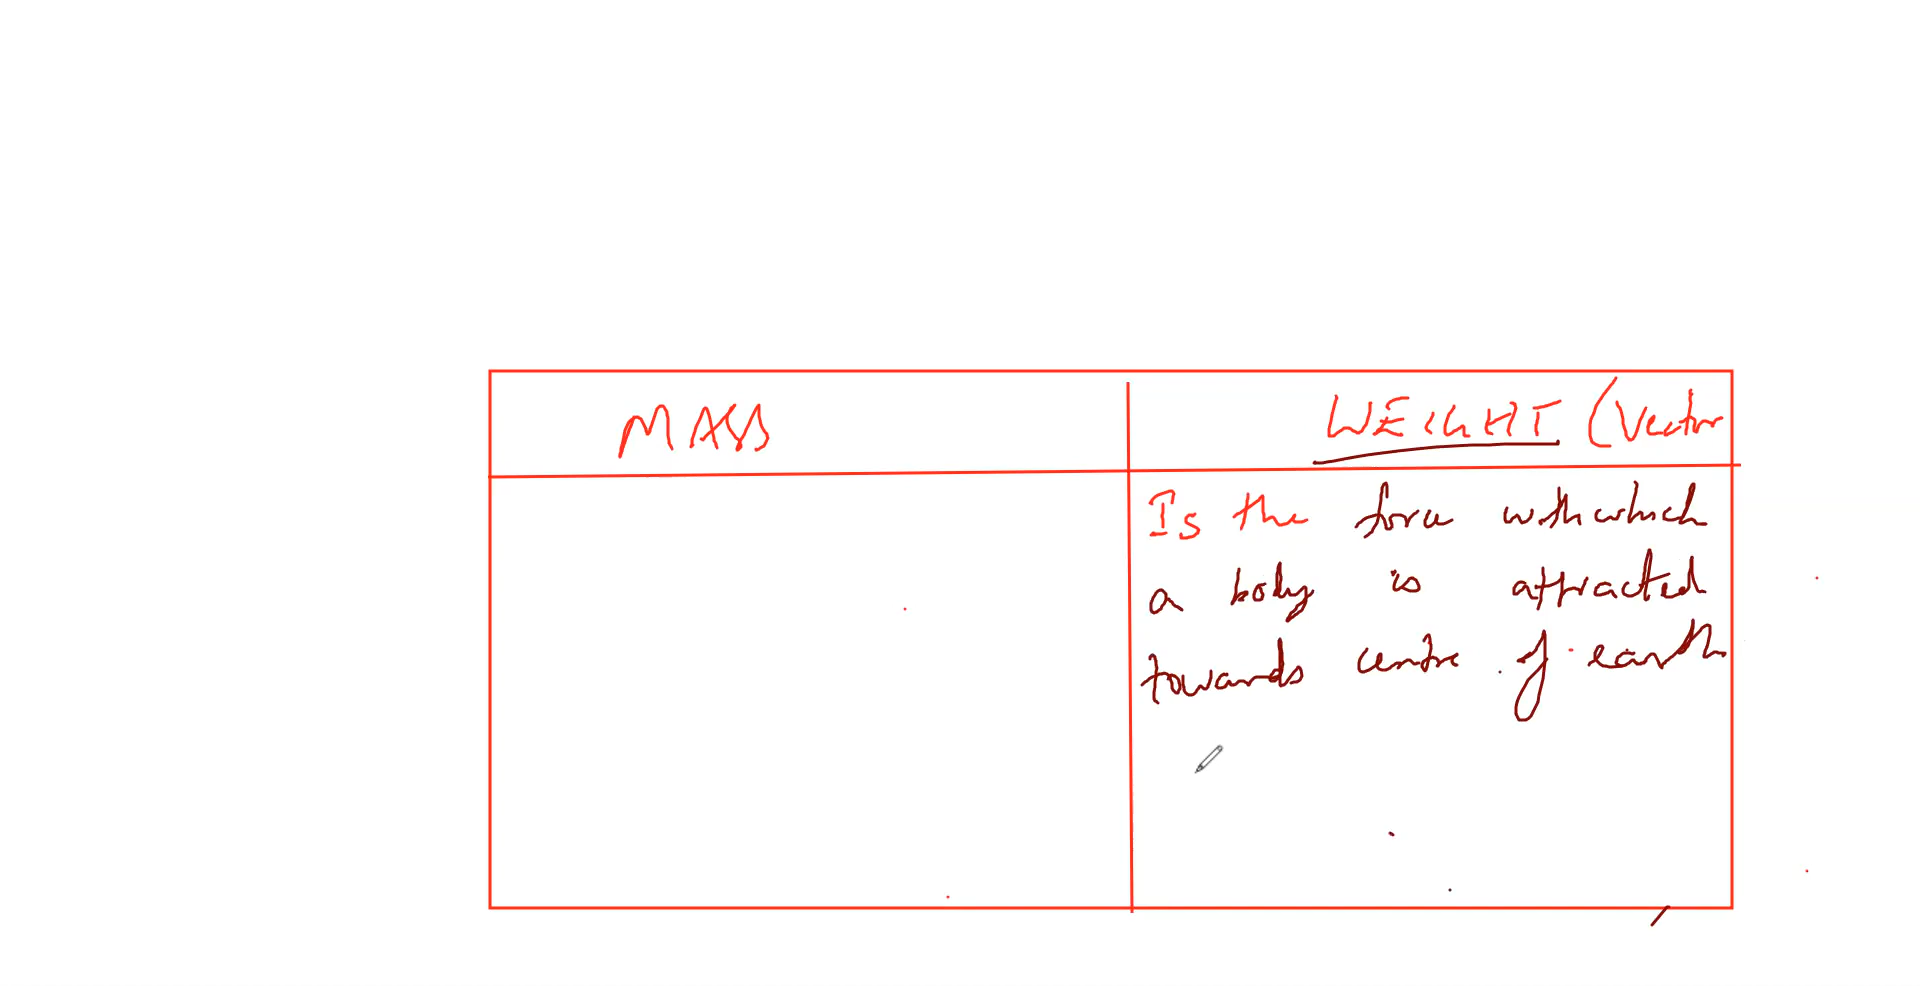 MASS
WEIGHT (Vector
Is the force with which
a body is attracted
towards centre of earth